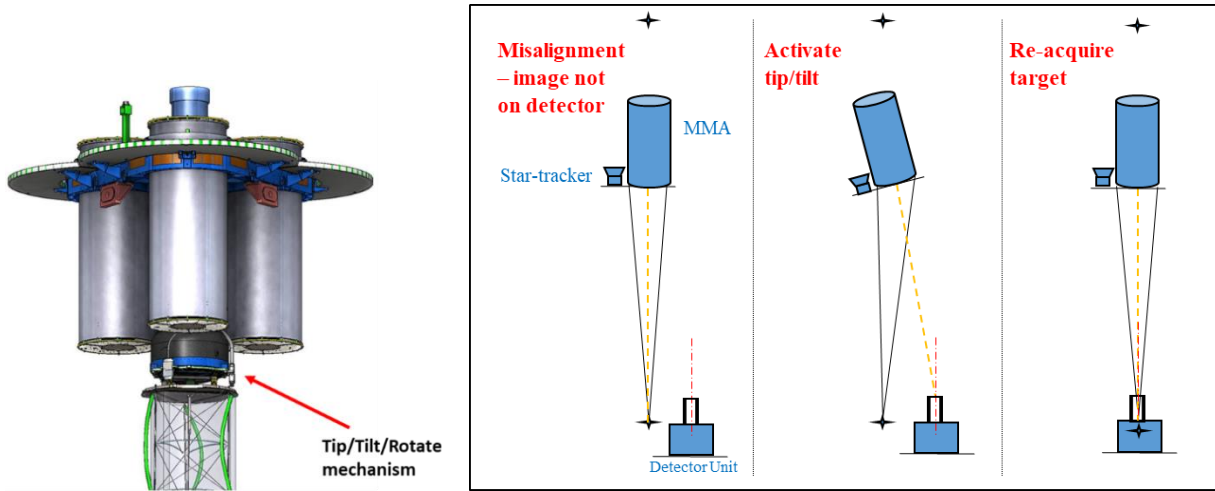 Tip/Tilt/Rotate
mechanism
Misalignment
– image not
on detector
MMA
Star-tracker
Detector Unit
Activate
tip/tilt
Re-acquire
target